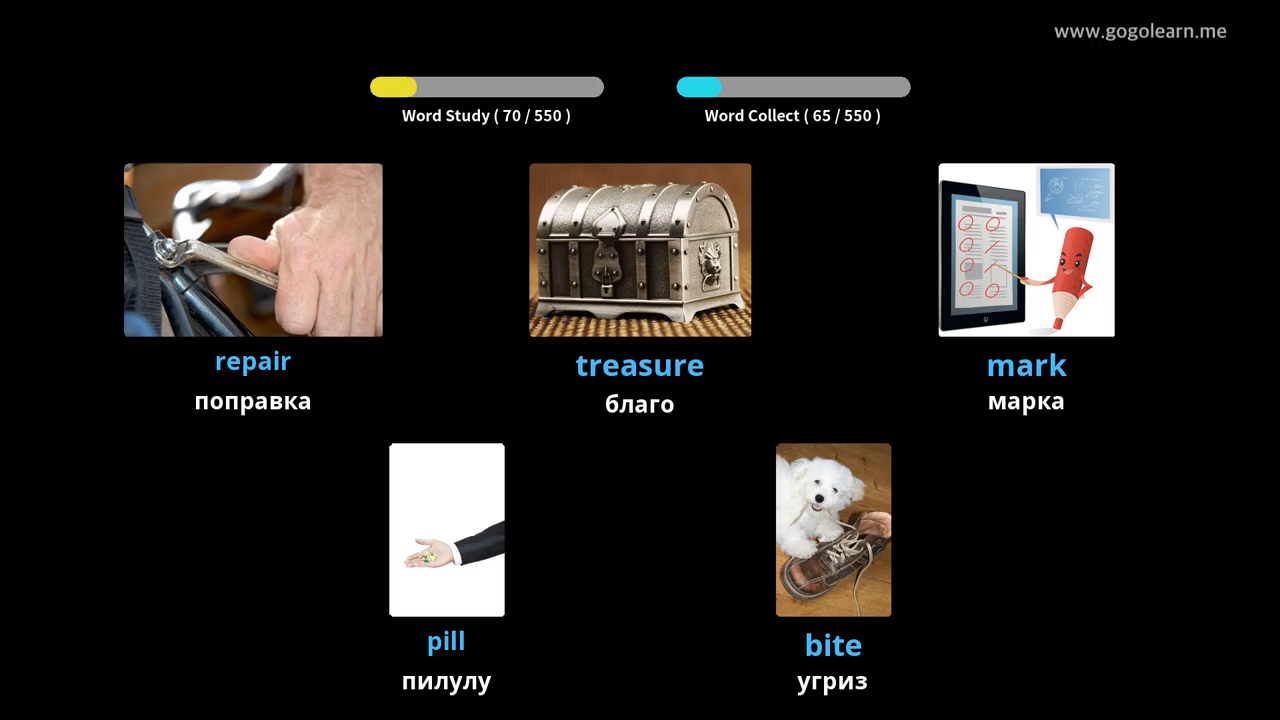 www.gogolearn.me
Word Study ( 70 / 550 )
Word Collect ( 65 / 550 )
repair
поправка
treasure
благо
mark
марка
pill
пилулу
bite
угриз